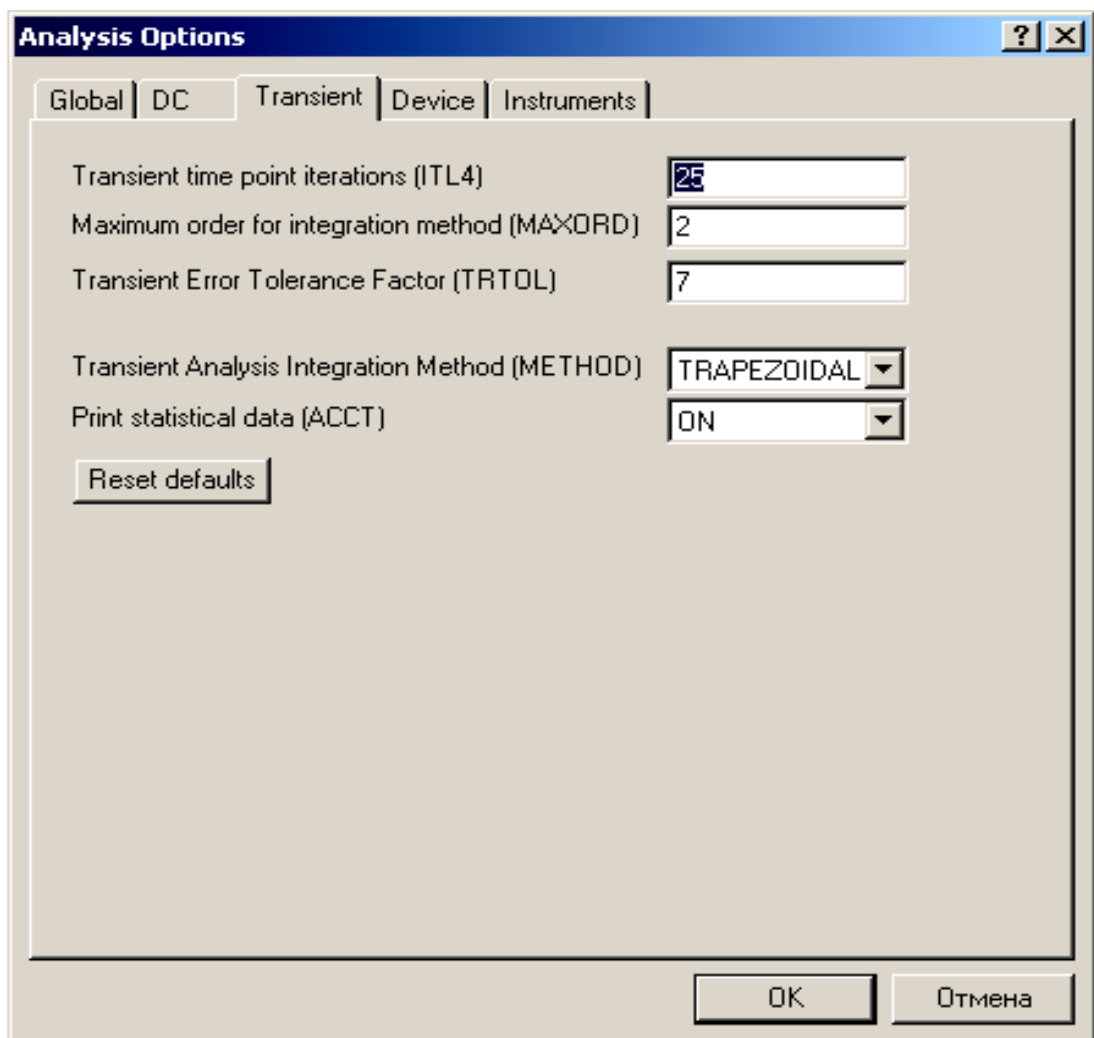 Analysis Options
Global DC Transient Device Instruments
Transient time point iterations (ITL4) 25
Maximum order for integration method (MAXORD) 2
Transient Error Tolerance Factor (TRTOL) 7
Transient Analysis Integration Method (METHOD) TRAPEZOIDAL
Print statistical data (ACCT) ON
Reset defaults
OK Отмена